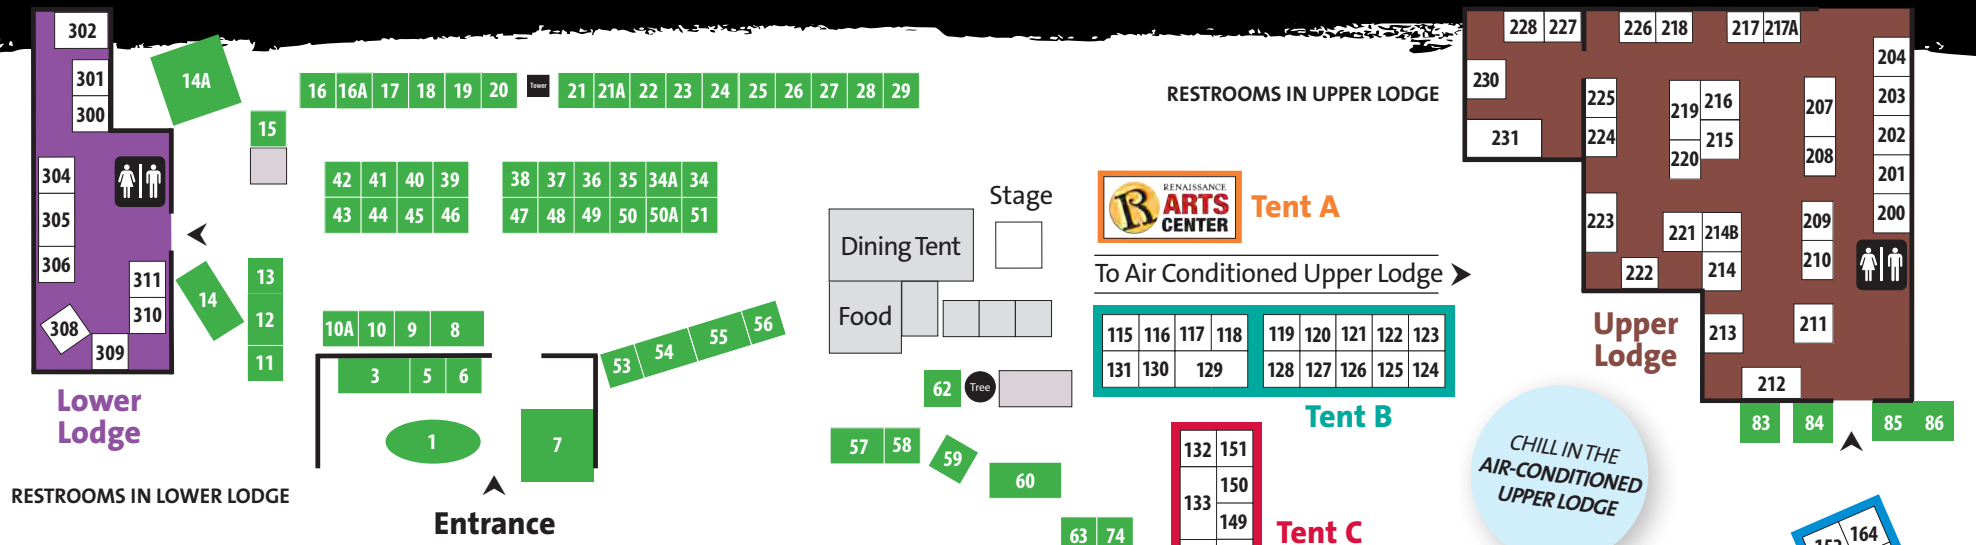 302
301
300
304
305
306
308
309
311
310
Lower
Lodge
RESTROOMS IN LOWER LODGE
14A
15
14
13
12
11
16 16A 17 18 19 20
Tower
21 21A 22 23 24 25 26 27 28 29
42 41 40 39
43 44 45 46
38 37 36 35 34A 34
47 48 49 50 50A 51
10A 10 9 8
3 5 6
1
7
Entrance
53 54 55 56
Stage
Dining Tent
Food
62
Tree
57 58
59
60
63 74
RESTROOMS IN UPPER LODGE
RENAISSANCE
ARTS
CENTER
Tent A
To Air Conditioned Upper Lodge
115 116 117 118
131 130 129
119 120 121 122 123
128 127 126 125 124
Tent B
132 151
133
150
149
Tent C
228 227
226 218
217 217A
230
231
225
224
223
222
219
220
216
215
221 214B
214
207
208
209
210
211
213
212
204
203
202
201
200
Upper
Lodge
83
84
85 86
CHILL IN THE
AIR-CONDITIONED
UPPER LODGE
164